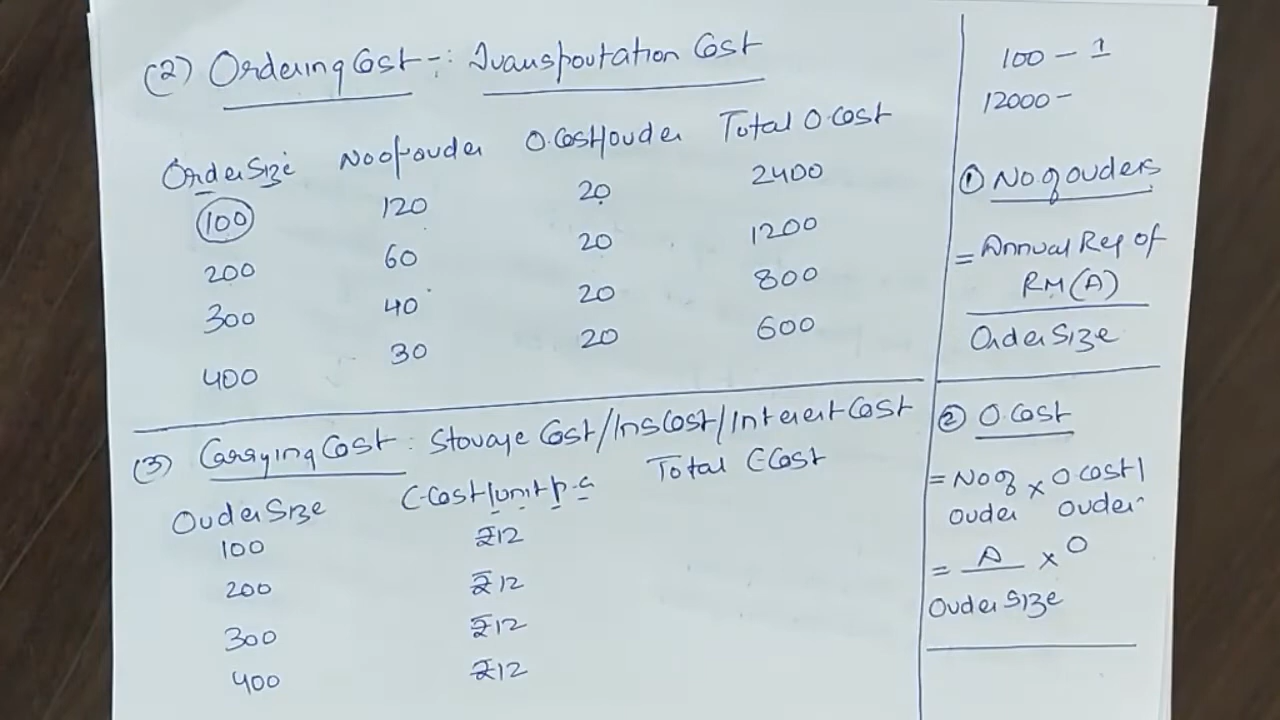 (2) Ordering Cost -: Transportation Cost
Order Size No of order O.Cost/order Total O.Cost
100 120 20 2400
200 60 20 1200
300 40 20 800
400 30 20 600
(3) Carrying Cost : Storage Cost/Ins Cost/Interest Cost
Order Size C-Cost/unit p.a Total C-Cost
100 ₹12
200 ₹12
300 ₹12
400 ₹12
100 - 1
12000 -
① No of orders
= Annual Req of
RM (A)
Order Size
② O.Cost
= No of order × O.cost/order
= A × O
Order Size